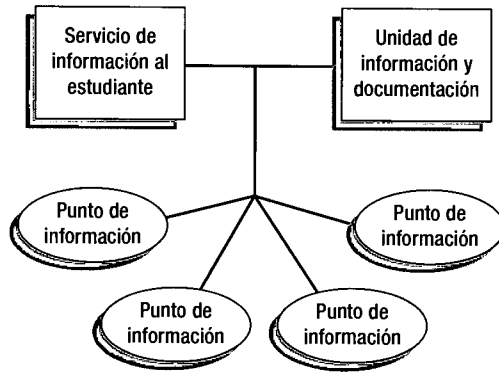 Servicio de
información al
estudiante
Unidad de
información y
documentación
Punto de
información
Punto de
información
Punto de
información
Punto de
información